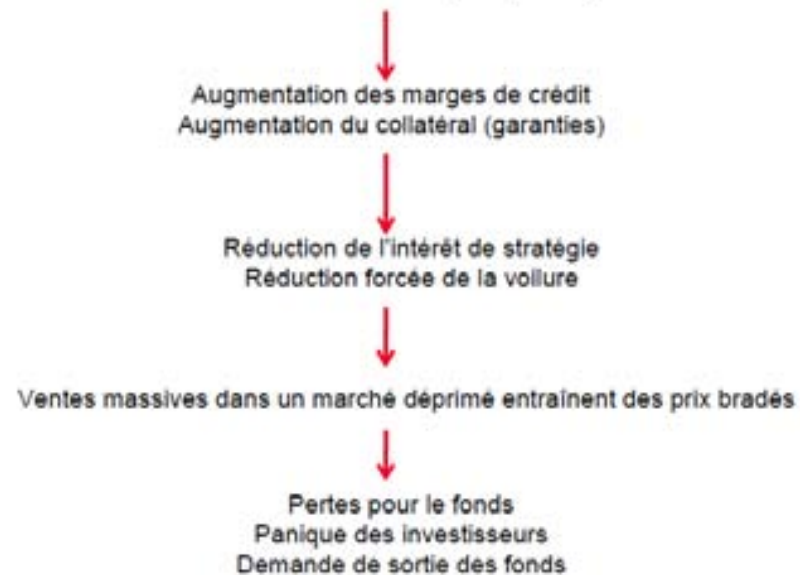 Augmentation des marges de crédit
Augmentation du collatéral (garanties)
Réduction de l'intérêt de stratégie
Réduction forcée de la voilure
Ventes massives dans un marché déprimé entraînent des prix bradés
Pertes pour le fonds
Panique des investisseurs
Demande de sortie des fonds